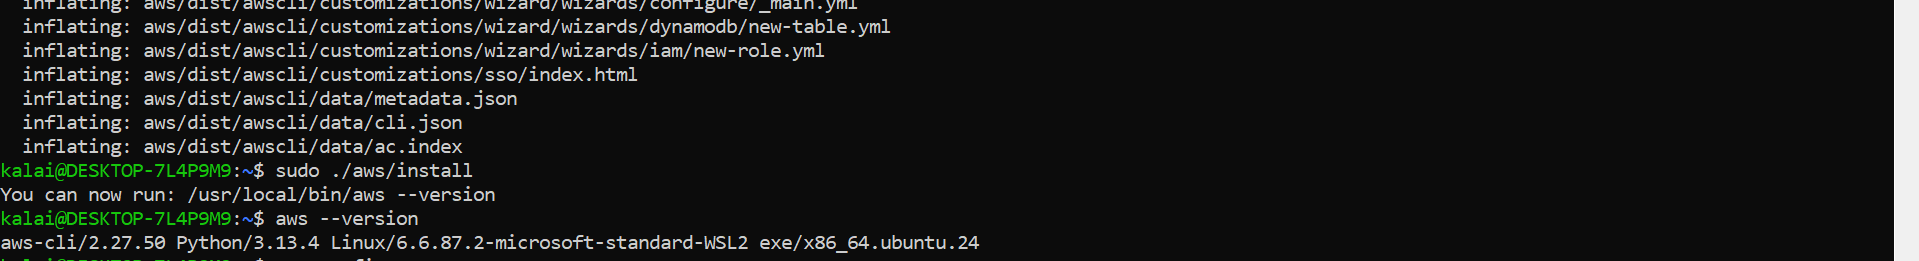 inflating: aws/dist/awscli/customizations/wizard/wizards/configure/_main.yml
inflating: aws/dist/awscli/customizations/wizard/wizards/dynamodb/new-table.yml
inflating: aws/dist/awscli/customizations/wizard/wizards/iam/new-role.yml
inflating: aws/dist/awscli/customizations/sso/index.html
inflating: aws/dist/awscli/data/metadata.json
inflating: aws/dist/awscli/data/cli.json
inflating: aws/dist/awscli/data/ac.index
kalai@DESKTOP-7L4P9M9:~$ sudo ./aws/install
You can now run: /usr/local/bin/aws --version
kalai@DESKTOP-7L4P9M9:~$ aws --version
aws-cli/2.27.50 Python/3.13.4 Linux/6.6.87.2-microsoft-standard-WSL2 exe/x86_64.ubuntu.24